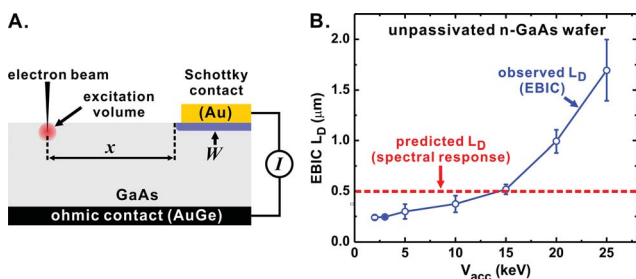 A.
electron beam
excitation volume
Schottky contact
(Au)
x
W
I
GaAs
ohmic contact (AuGe)
B.
unpassivated n-GaAs wafer
observed L_D
(EBIC)
predicted L_D
(spectral response)
EBIC L_D (μm)
2.0
1.5
1.0
0.5
0.0
5
10
15
20
25
V_acc (keV)